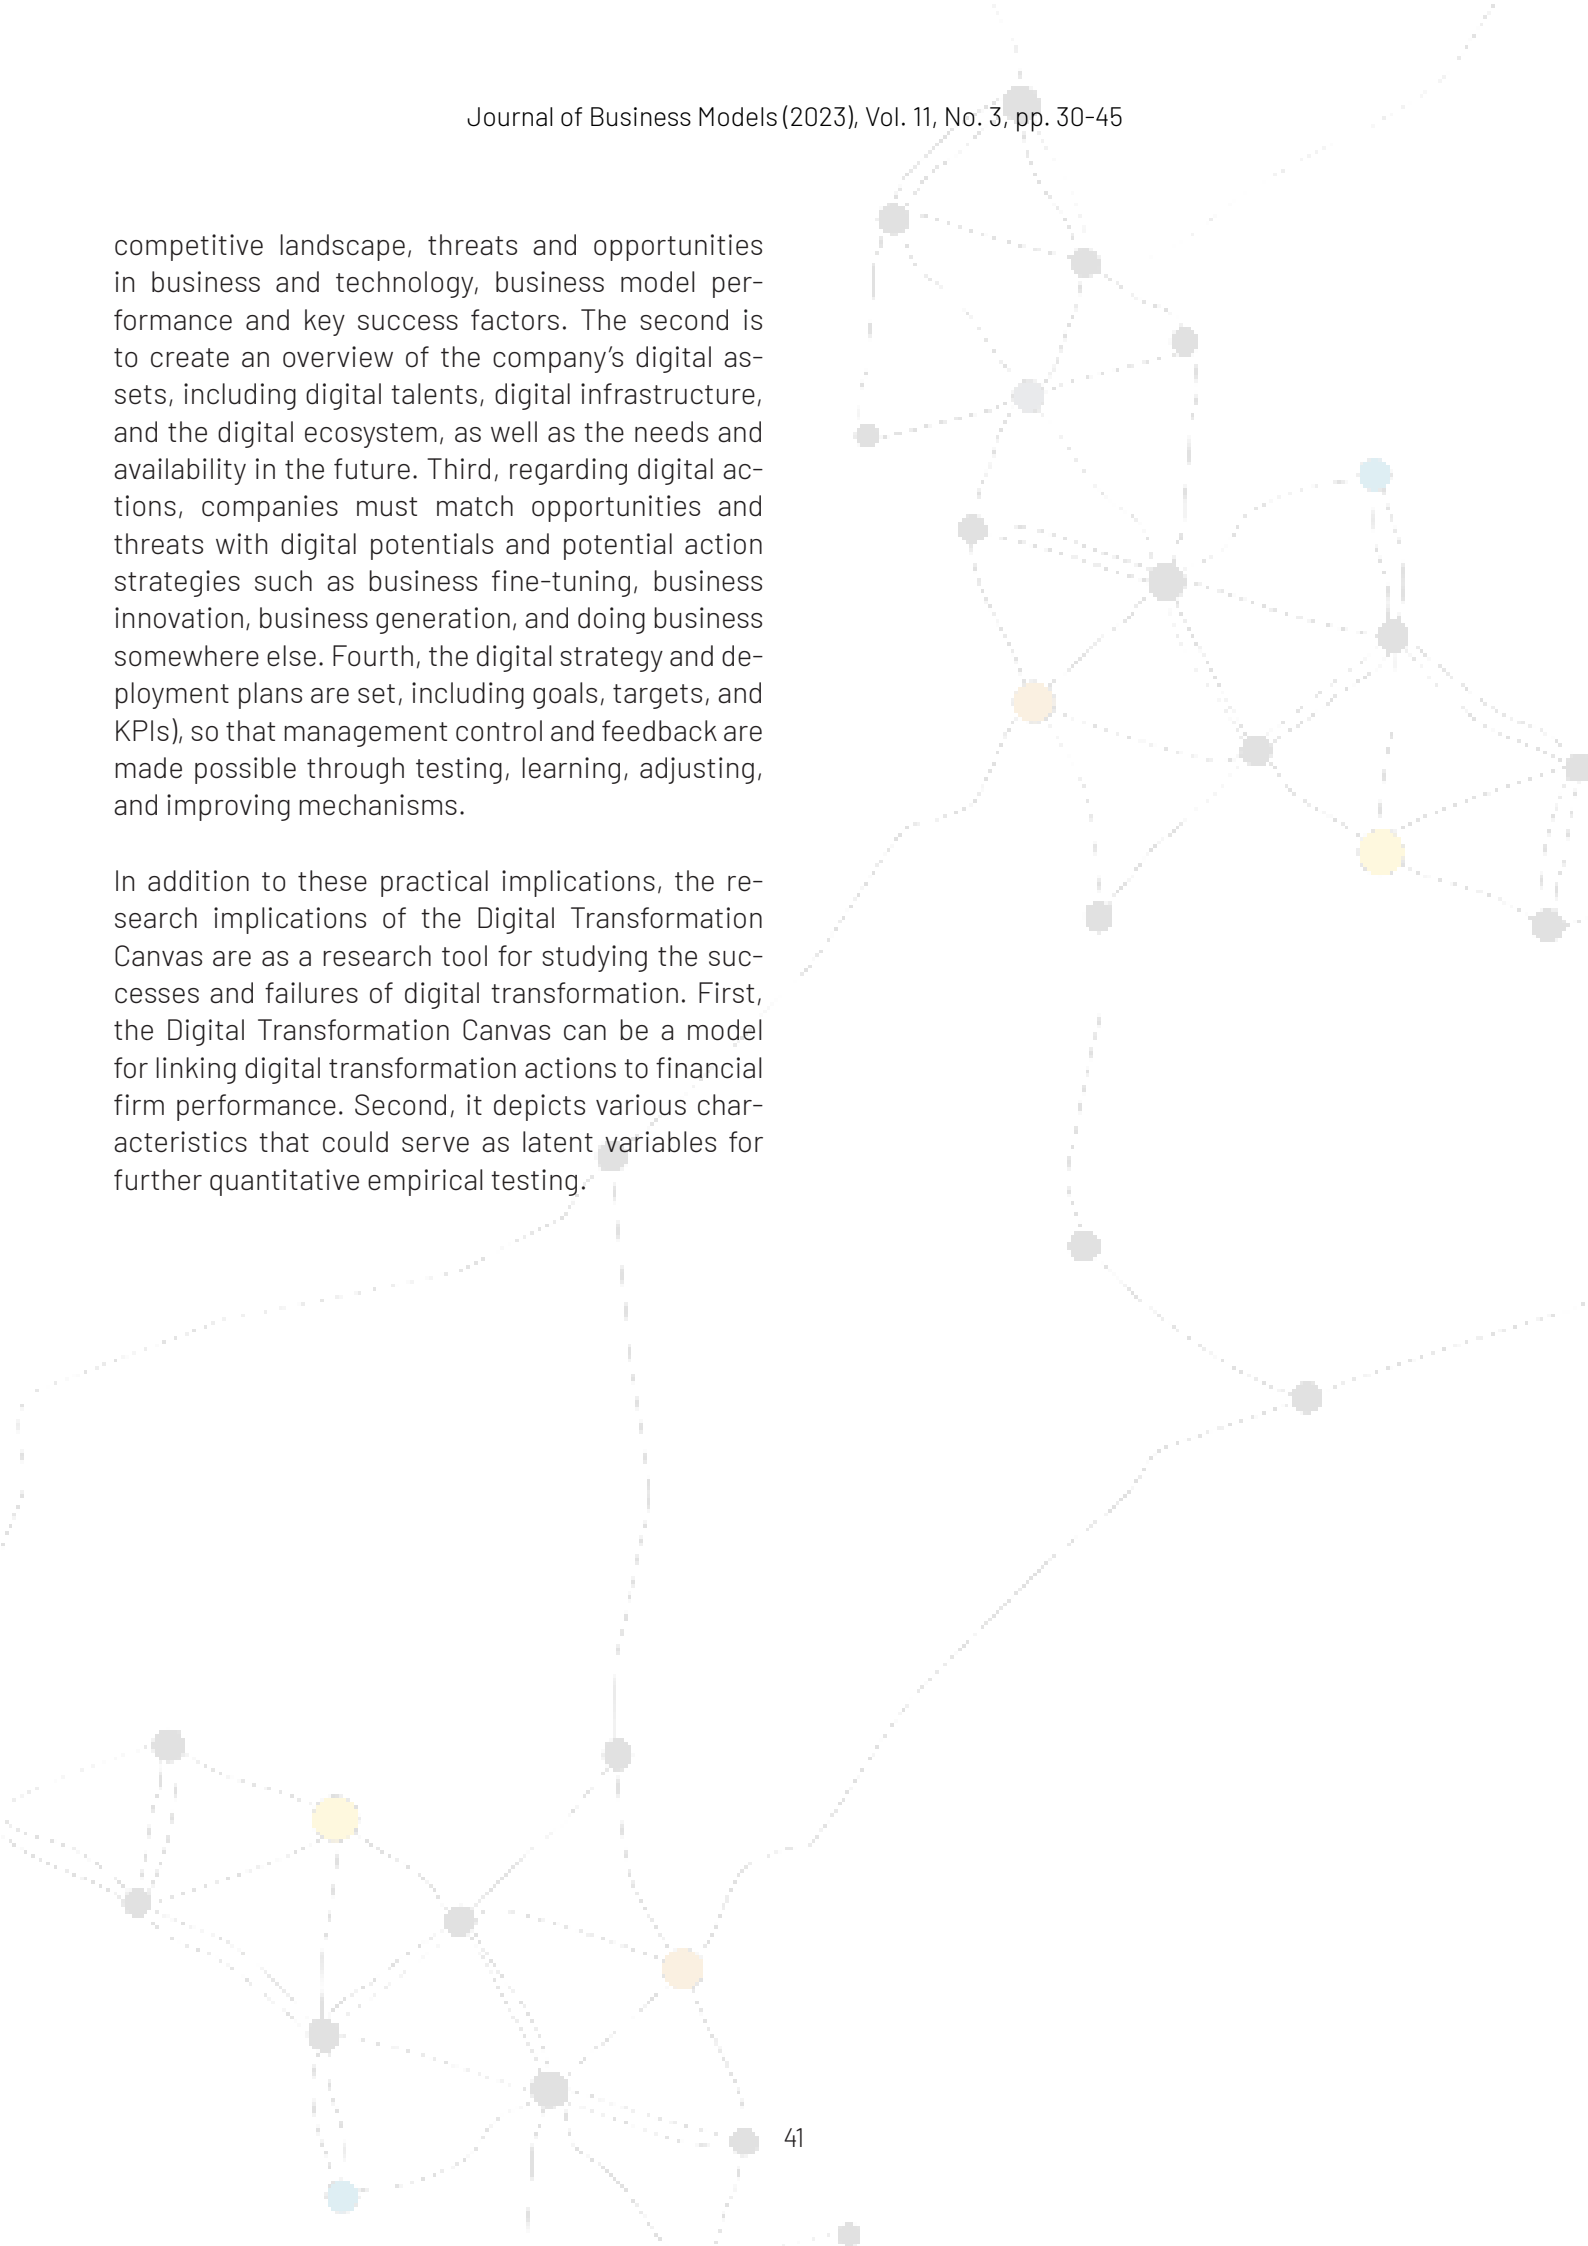 Journal of Business Models (2023), Vol. 11, No. 3, pp. 30-45
competitive landscape, threats and opportunities
in business and technology, business model per-
formance and key success factors. The second is
to create an overview of the company's digital as-
sets, including digital talents, digital infrastructure,
and the digital ecosystem, as well as the needs and
availability in the future. Third, regarding digital ac-
tions, companies must match opportunities and
threats with digital potentials and potential action
strategies such as business fine-tuning, business
innovation, business generation, and doing business
somewhere else. Fourth, the digital strategy and de-
ployment plans are set, including goals, targets, and
KPIs), so that management control and feedback are
made possible through testing, learning, adjusting,
and improving mechanisms.
In addition to these practical implications, the re-
search implications of the Digital Transformation
Canvas are as a research tool for studying the suc-
cesses and failures of digital transformation. First,
the Digital Transformation Canvas can be a model
for linking digital transformation actions to financial
firm performance. Second, it depicts various char-
acteristics that could serve as latent variables for
further quantitative empirical testing.
41